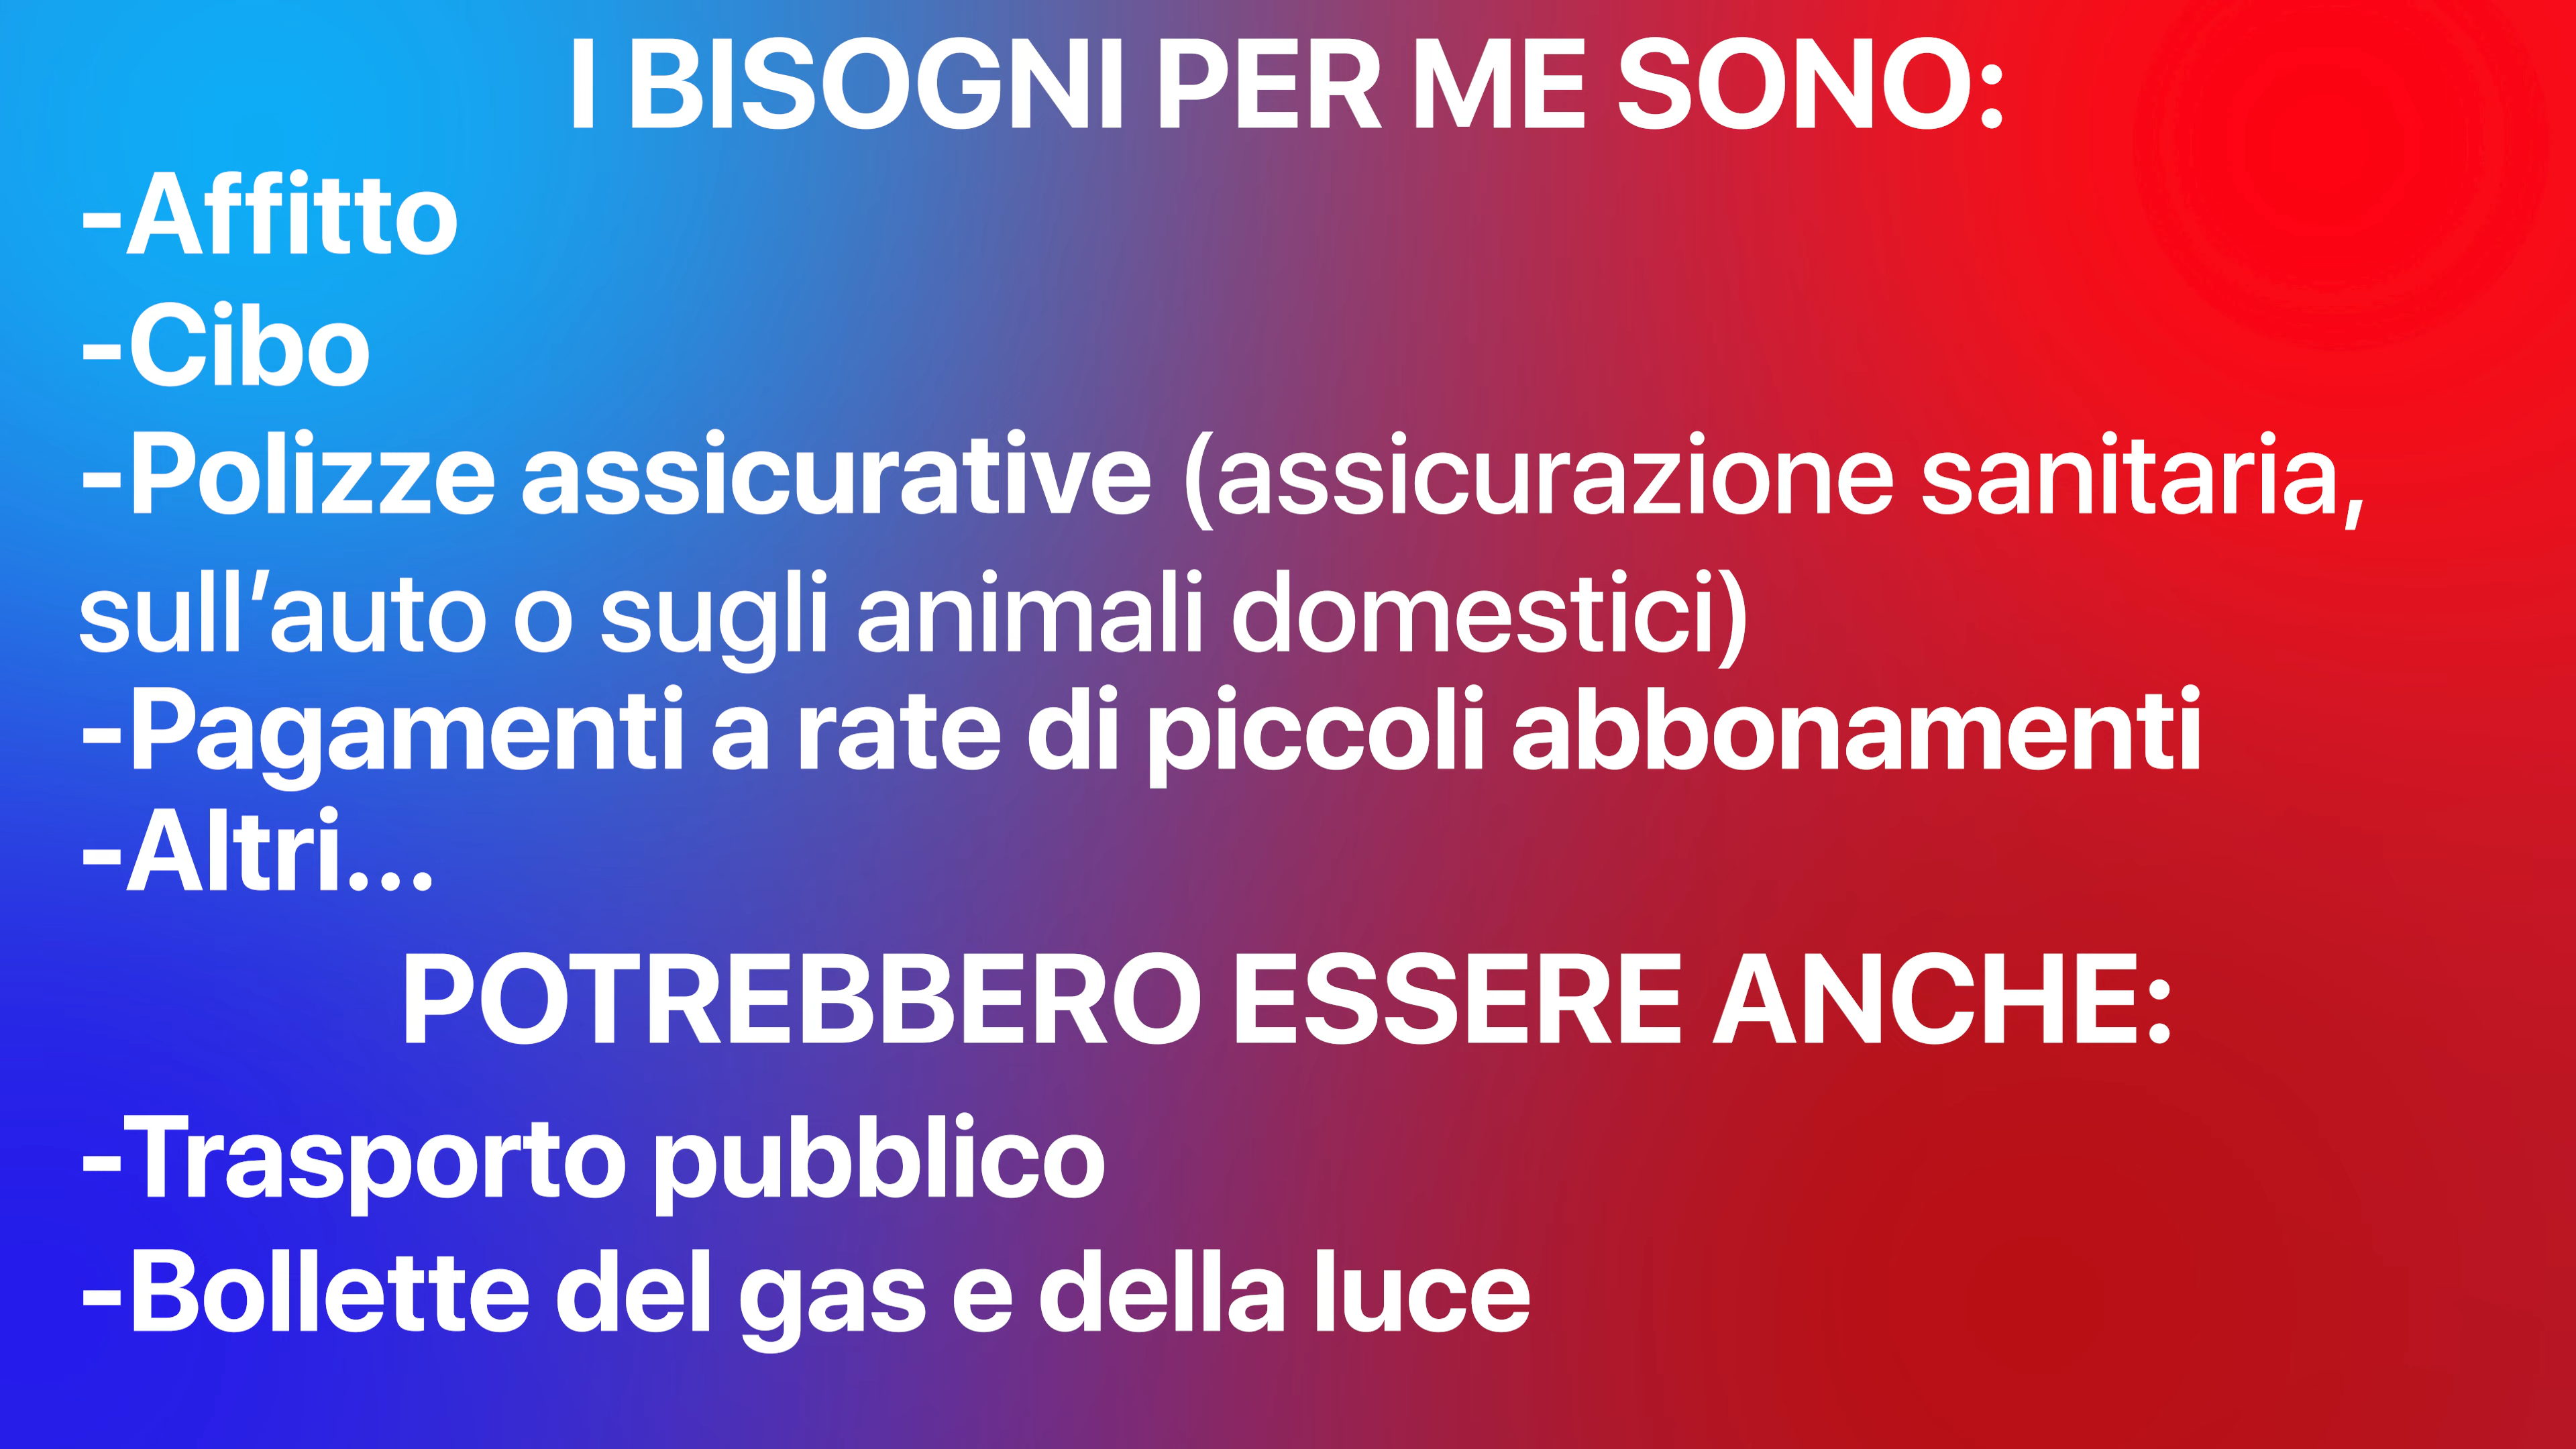 I BISOGNI PER ME SONO:
-Affitto
-Cibo
-Polizze assicurative (assicurazione sanitaria,
sull’auto o sugli animali domestici)
-Pagamenti a rate di piccoli abbonamenti
-Altri...
POTREBBERO ESSERE ANCHE:
-Trasporto pubblico
-Bollette del gas e della luce